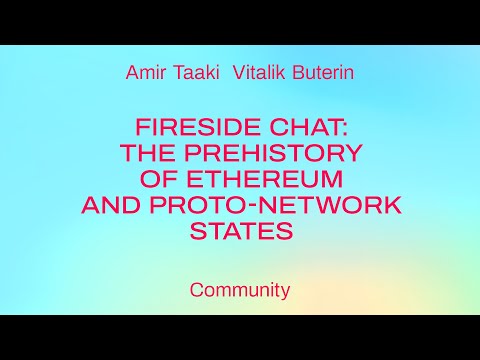 Amir Taaki Vitalik Buterin
FIRESIDE CHAT:
THE PREHISTORY
OF ETHEREUM
AND PROTO-NETWORK
STATES
Community